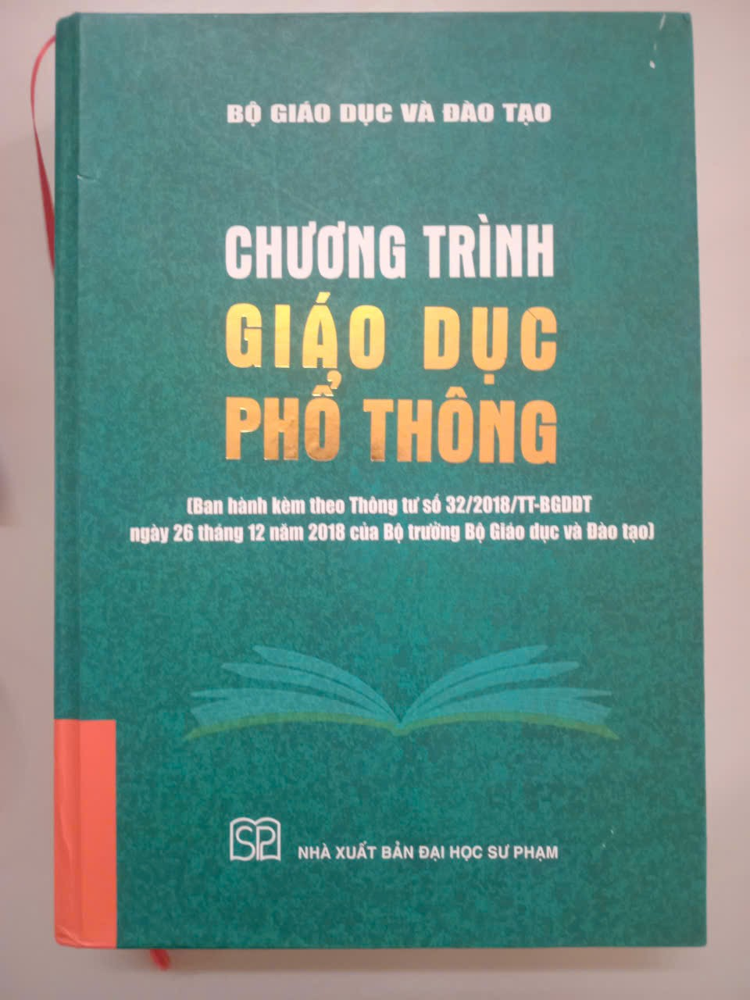 BỘ GIÁO DỤC VÀ ĐÀO TẠO
CHƯƠNG TRÌNH
GIÁO DỤC
PHỔ THÔNG
(Ban hành kèm theo Thông tư số 32/2018/TT-BGDĐT
ngày 26 tháng 12 năm 2018 của Bộ trưởng Bộ Giáo dục và Đào tạo)
SP
NHÀ XUẤT BẢN ĐẠI HỌC SƯ PHẠM